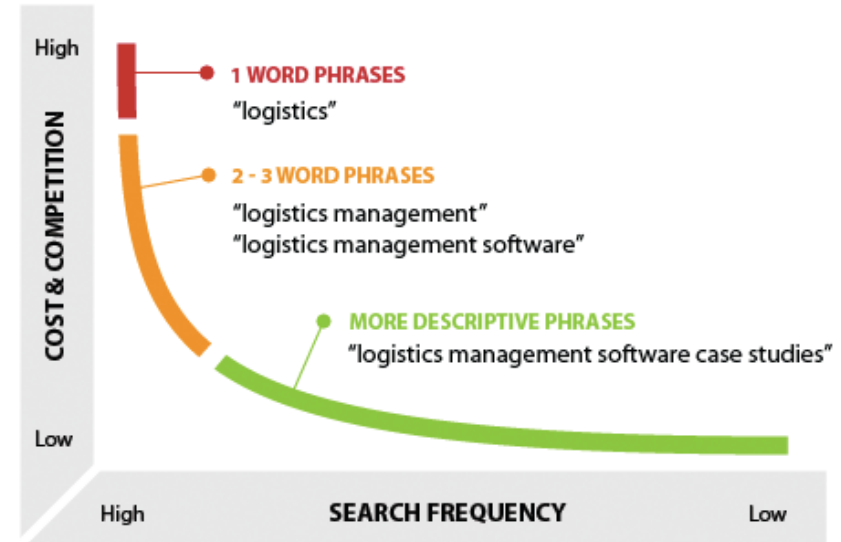 High
COST & COMPETITION
Low
1 WORD PHRASES
“logistics”
2 - 3 WORD PHRASES
“logistics management”
“logistics management software”
MORE DESCRIPTIVE PHRASES
“logistics management software case studies”
High
SEARCH FREQUENCY
Low